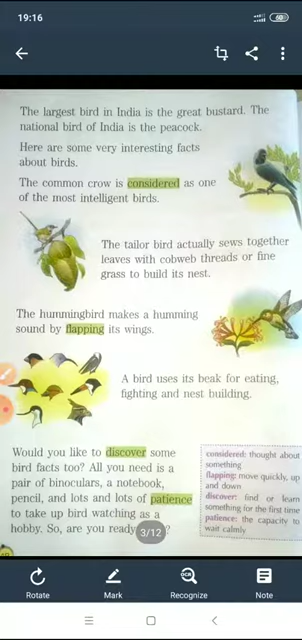 19:16
The largest bird in India is the great bustard. The
national bird of India is the peacock.
Here are some very interesting facts
about birds.
The common crow is considered as one
of the most intelligent birds.
The tailor bird actually sews together
leaves with cobweb threads or fine
grass to build its nest.
The hummingbird makes a humming
sound by flapping its wings.
A bird uses its beak for eating,
fighting and nest building.
Would you like to discover some
bird facts too? All you need is a
pair of binoculars, a notebook,
pencil, and lots and lots of patience
to take up bird watching as a
hobby. So, are you ready ?
considered: thought about
something
flapping: move quickly, up
and down
discover: find or learn
something for the first time
patience: the capacity to
wait calmly
3/12
Rotate
Mark
OCR
Recognize
Note